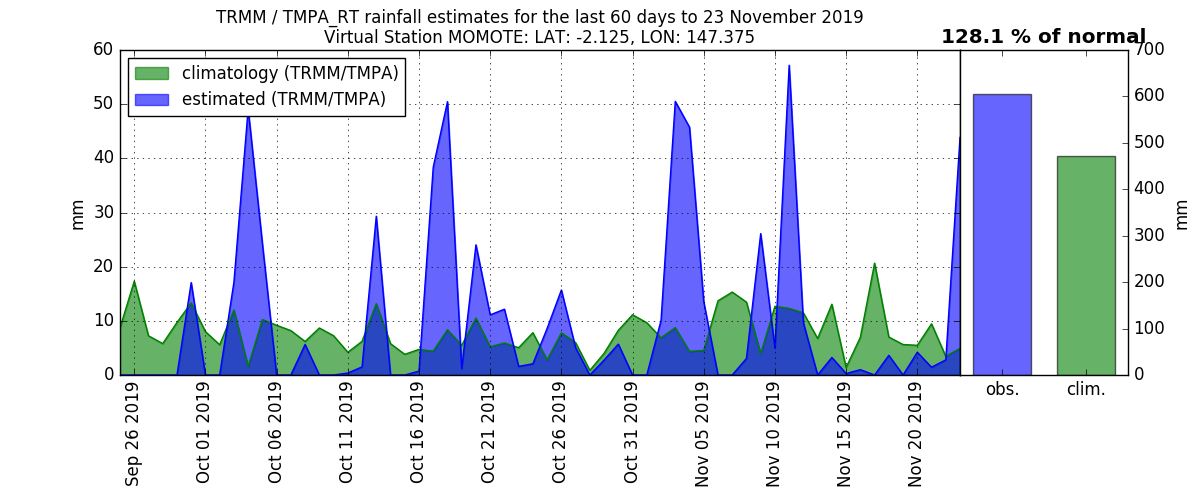 TRMM / TMPA_RT rainfall estimates for the last 60 days to 23 November 2019
Virtual Station MOMOTE: LAT: -2.125, LON: 147.375
128.1 % of normal
climatology (TRMM/TMPA)
estimated (TRMM/TMPA)
mm
60
50
40
30
20
10
0
Sep 26 2019
Oct 01 2019
Oct 06 2019
Oct 11 2019
Oct 16 2019
Oct 21 2019
Oct 26 2019
Oct 31 2019
Nov 05 2019
Nov 10 2019
Nov 15 2019
Nov 20 2019
700
600
500
400
300
200
100
0
mm
obs.
clim.